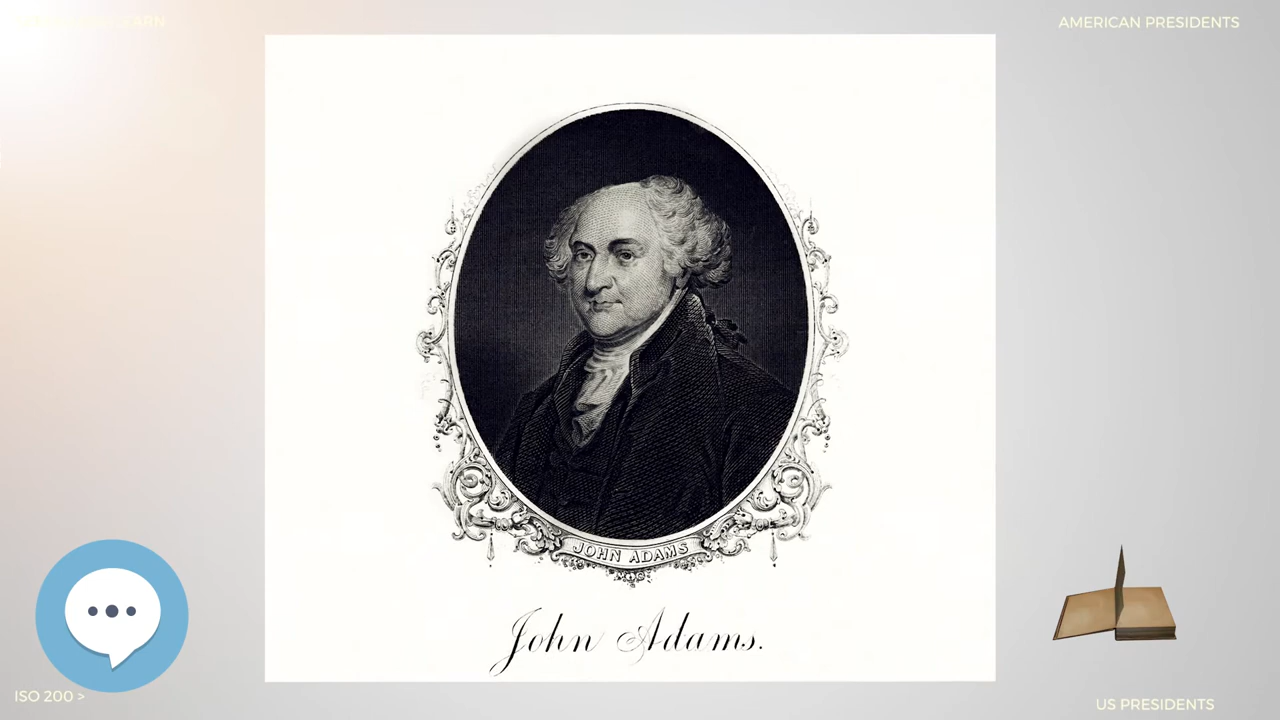 AMERICAN PRESIDENTS
JOHN ADAMS
John Adams.
ISO 200 >
US PRESIDENTS